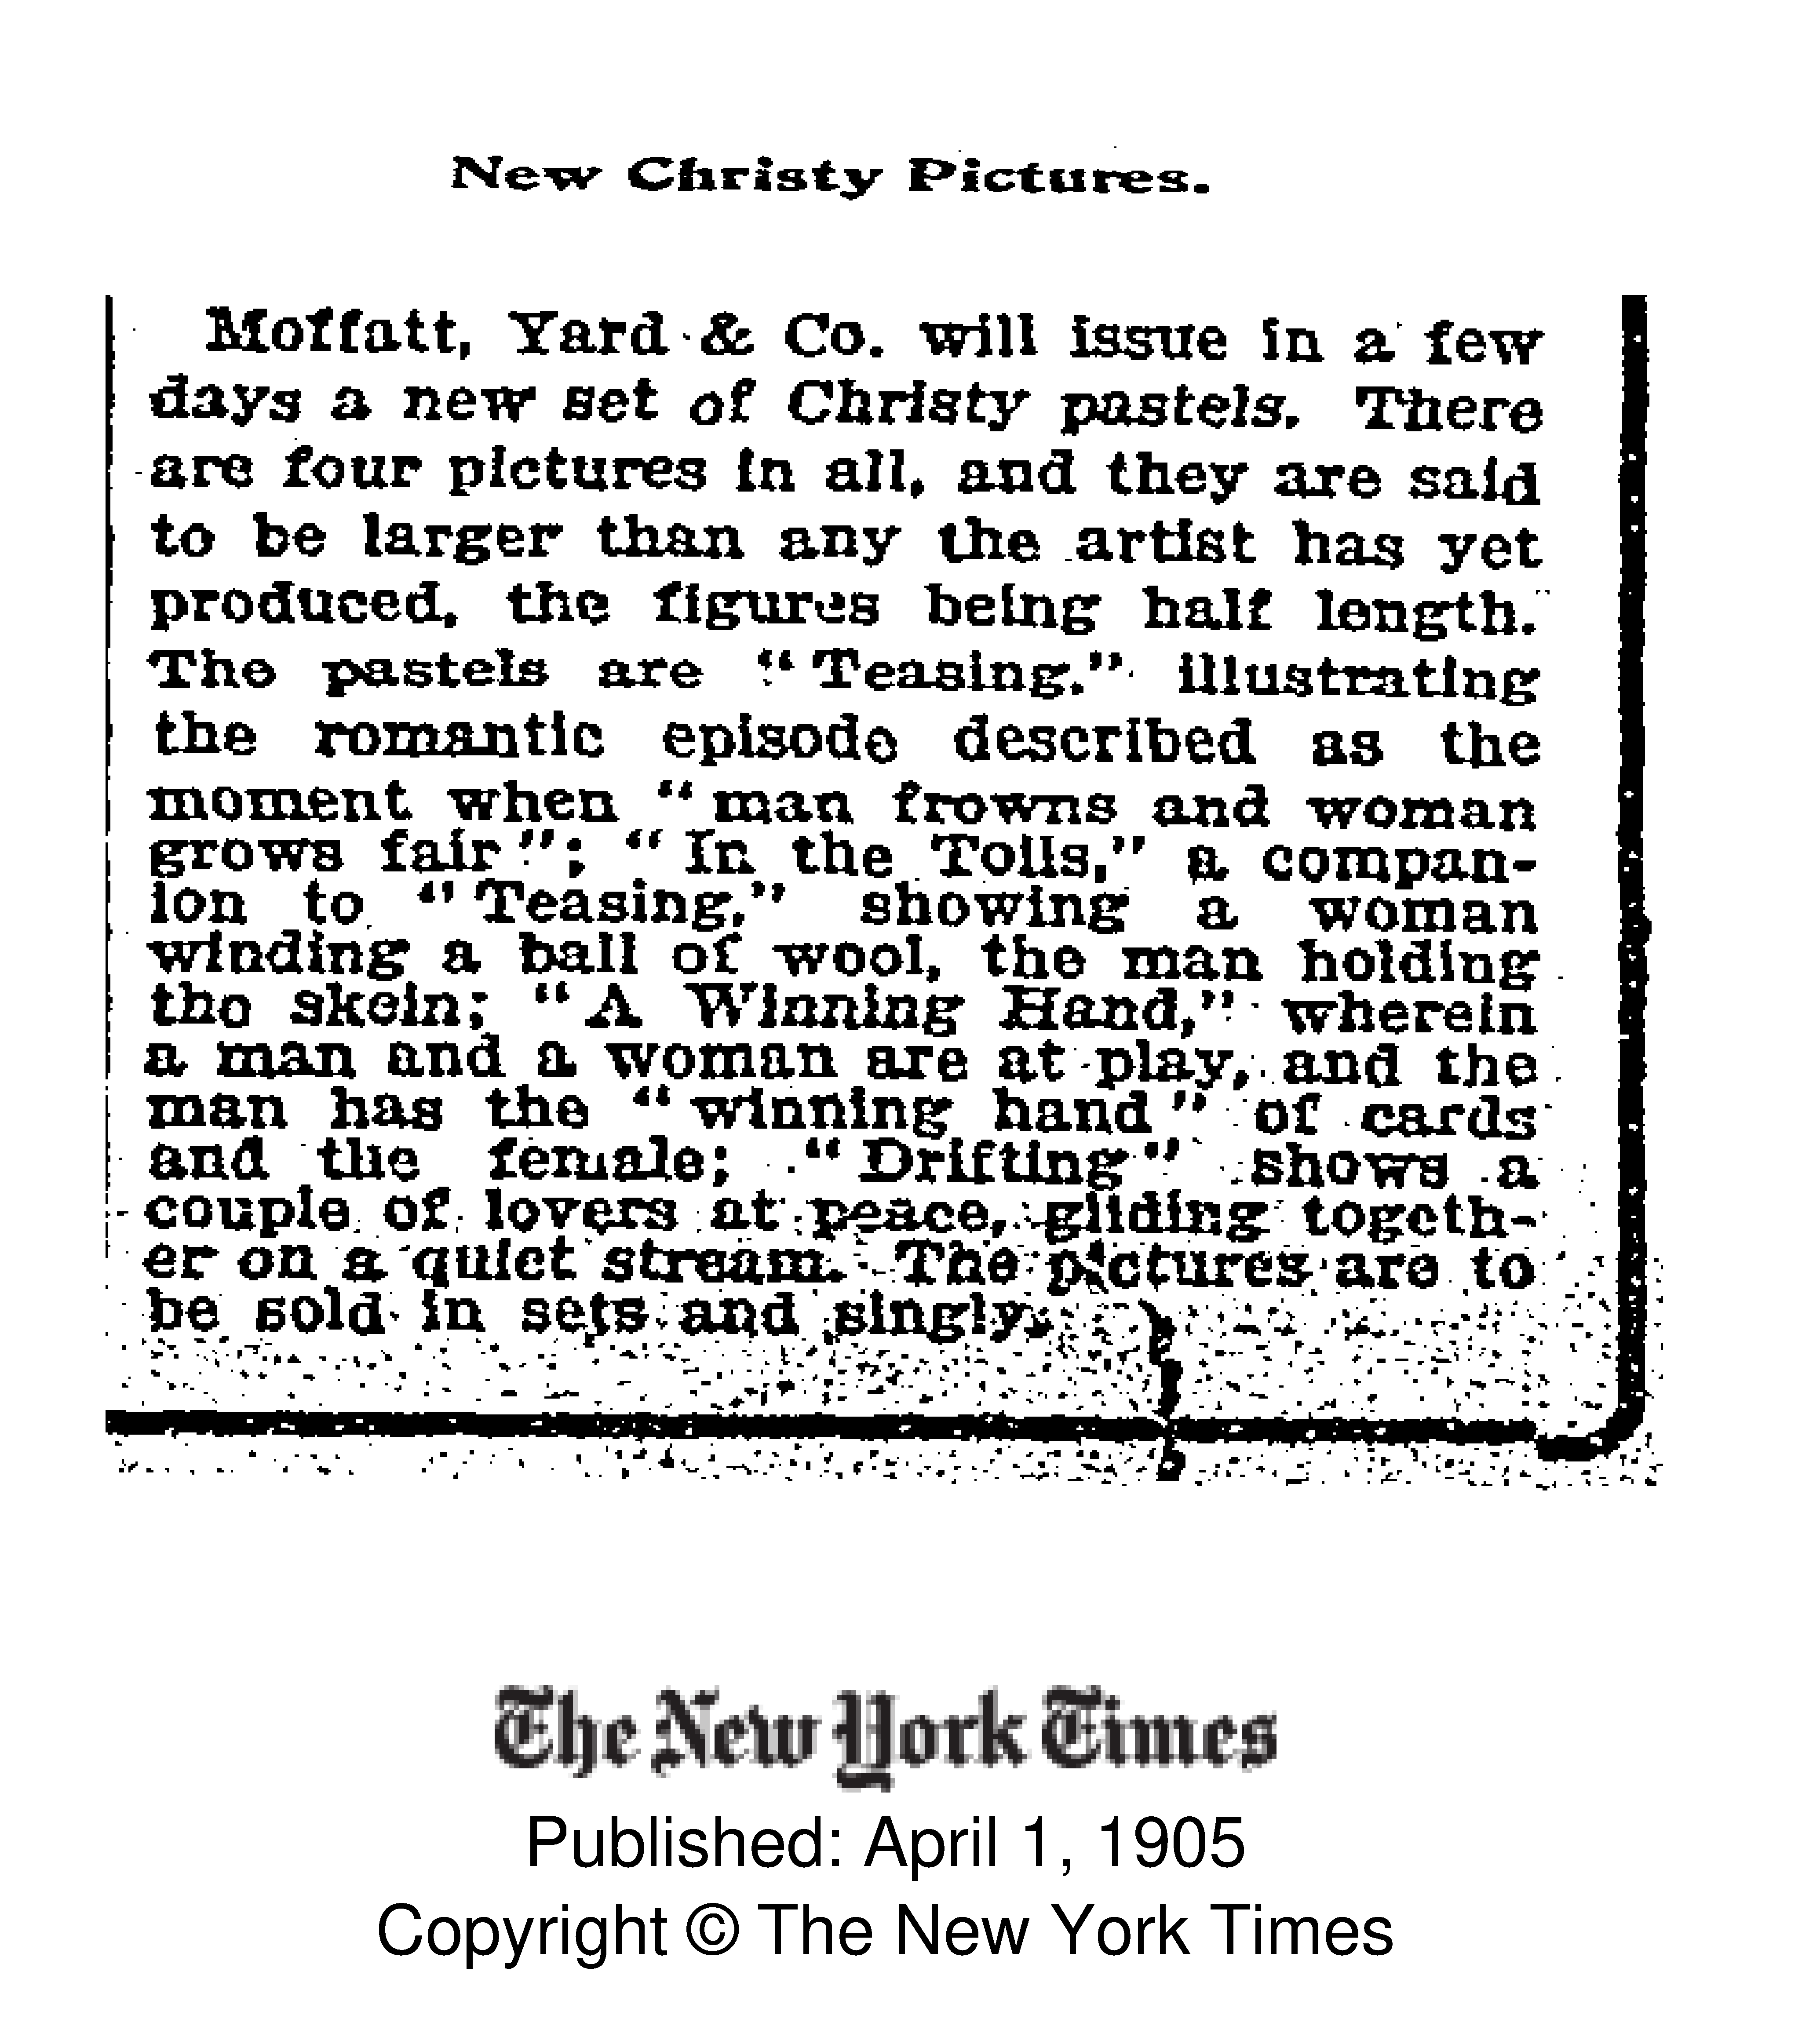 New Christy Pictures.
Moffatt, Yard & Co. will issue in a few
days a new set of Christy pastels. There
are four pictures in all, and they are said
to be larger than any the artist has yet
produced, the figures being half length.
The pastels are "Teasing," illustrating
the romantic episode described as the
moment when "man frowns and woman
grows fair"; "In the Toils," a compan-
ion to "Teasing," showing a woman
winding a ball of wool, the man holding
the skein; "A Winning Hand," wherein
a man and a woman are at play, and the
man has the "winning hand" of cards
and the female; "Drifting" shows a
couple of lovers at peace, gliding togeth-
er on a quiet stream. The pictures are to
be sold in sets and singly.
The New York Times
Published: April 1, 1905
Copyright © The New York Times